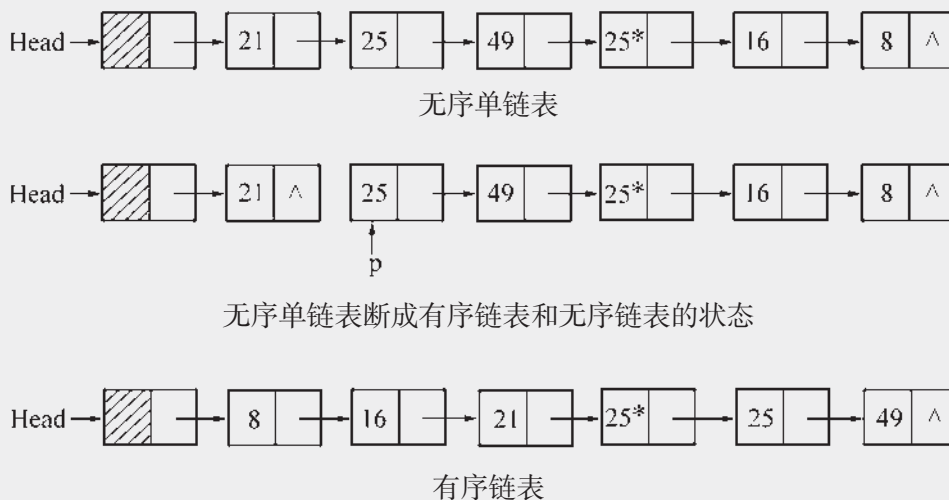 Head 21 25 49 25* 16 8 ^
无序单链表
Head 21 ^ 25 49 25* 16 8 ^
p
无序单链表断成有序链表和无序链表的状态
Head 8 16 21 25* 25 49 ^
有序链表